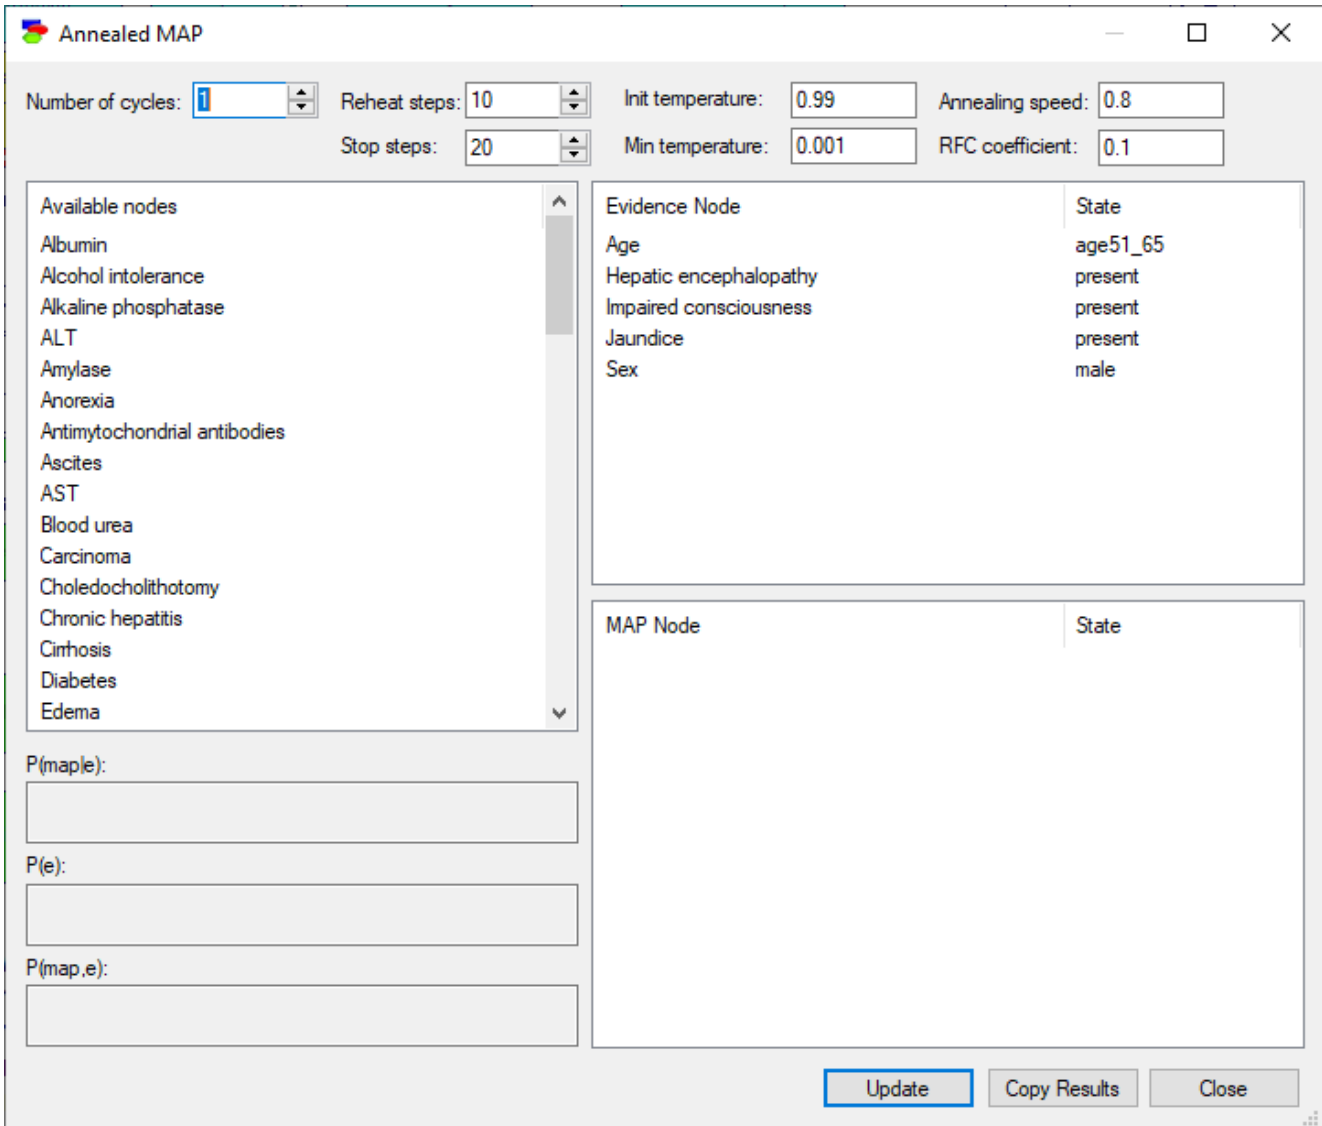 Annealed MAP
Number of cycles: 1 Reheat steps: 10 Init temperature: 0.99 Annealing speed: 0.8
Stop steps: 20 Min temperature: 0.001 RFC coefficient: 0.1
Available nodes
Albumin
Alcohol intolerance
Alkaline phosphatase
ALT
Amylase
Anorexia
Antimytochondrial antibodies
Ascites
AST
Blood urea
Carcinoma
Choledocholithotomy
Chronic hepatitis
Cirrhosis
Diabetes
Edema
Evidence Node State
Age age51_65
Hepatic encephalopathy present
Impaired consciousness present
Jaundice present
Sex male
MAP Node State
P(map|e):
P(e):
P(map,e):
Update Copy Results Close